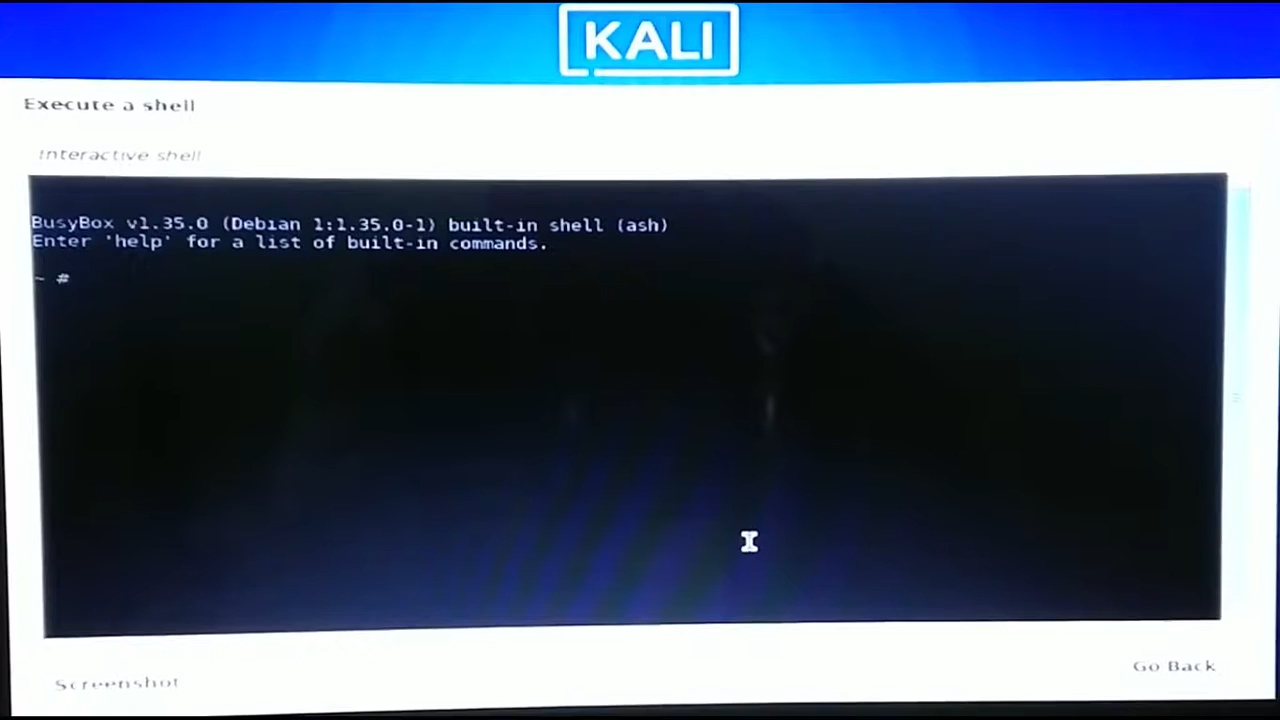 KALI
Execute a shell
Interactive shell
BusyBox v1.35.0 (Debian 1:1.35.0-1) built-in shell (ash)
Enter 'help' for a list of built-in commands.
~ #
Screenshot
Go Back